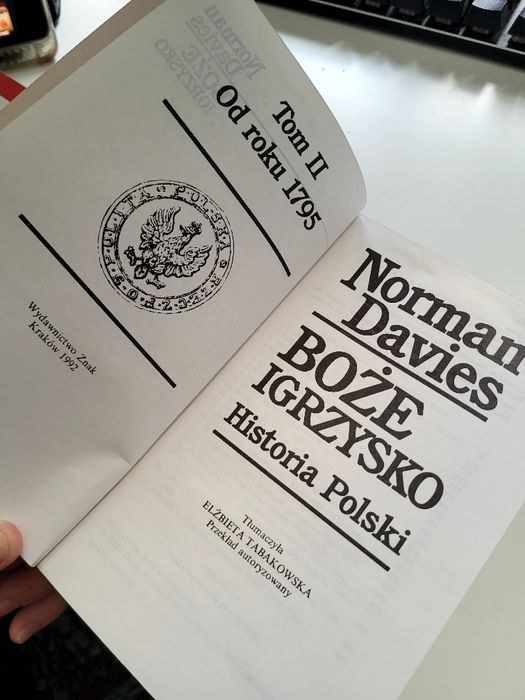 Tom II
Od roku 1795
Wydawnictwo Znak
Kraków 1992
Norman
Davies
BOŻE
IGRZYSKO
Historia Polski
Tłumaczyła
ELŻBIETA TABAKOWSKA
Przekład autoryzowany